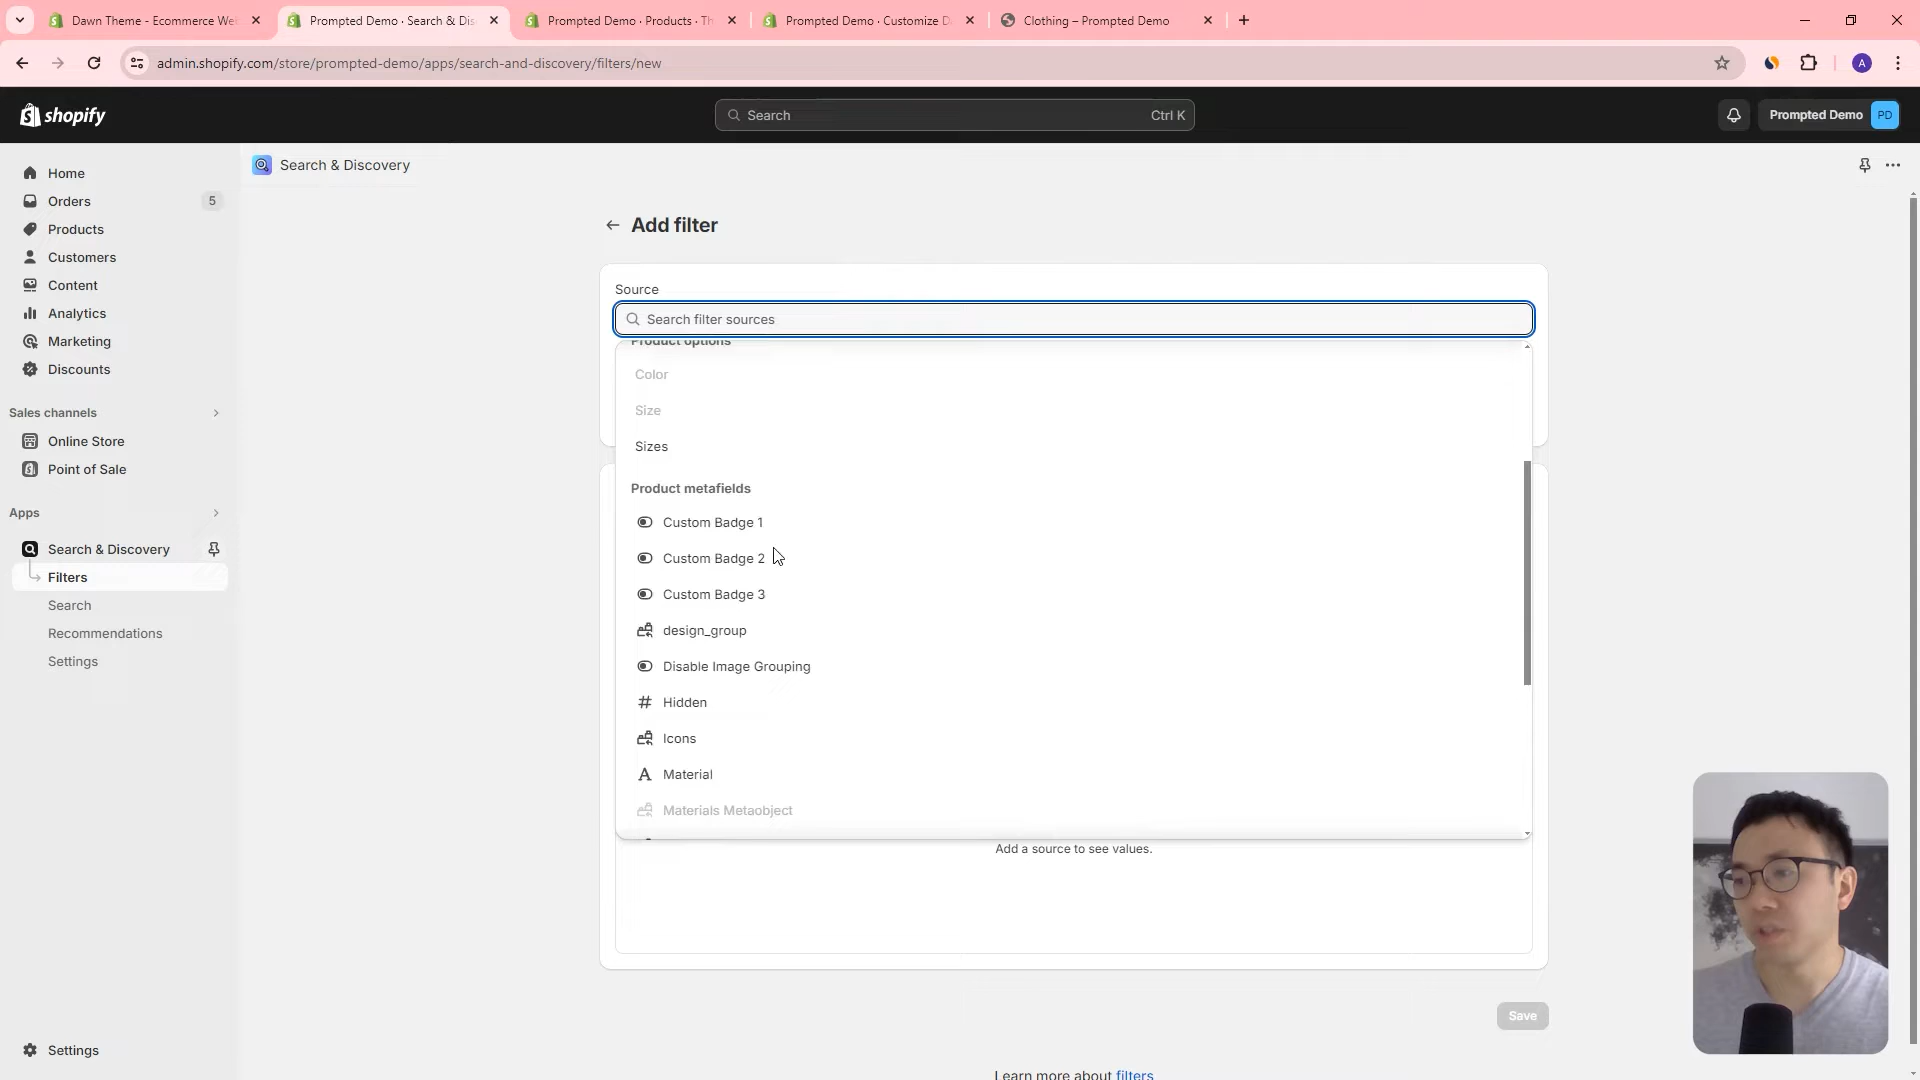 Dawn Theme - Ecommerce We
Prompted Demo · Search & Dis
Prompted Demo · Products · Th
Prompted Demo · Customize D
Clothing – Prompted Demo
admin.shopify.com/store/prompted-demo/apps/search-and-discovery/filters/new
A
shopify
Search
Ctrl K
Prompted Demo
PD
Home
Orders
5
Products
Customers
Content
Analytics
Marketing
Discounts
Sales channels
Online Store
Point of Sale
Apps
Search & Discovery
Filters
Search
Recommendations
Settings
Settings
Search & Discovery
Add filter
Source
Search filter sources
Product options
Color
Size
Sizes
Product metafields
Custom Badge 1
Custom Badge 2
Custom Badge 3
design_group
Disable Image Grouping
Hidden
Icons
Material
Materials Metaobject
Add a source to see values.
Save
Learn more about filters